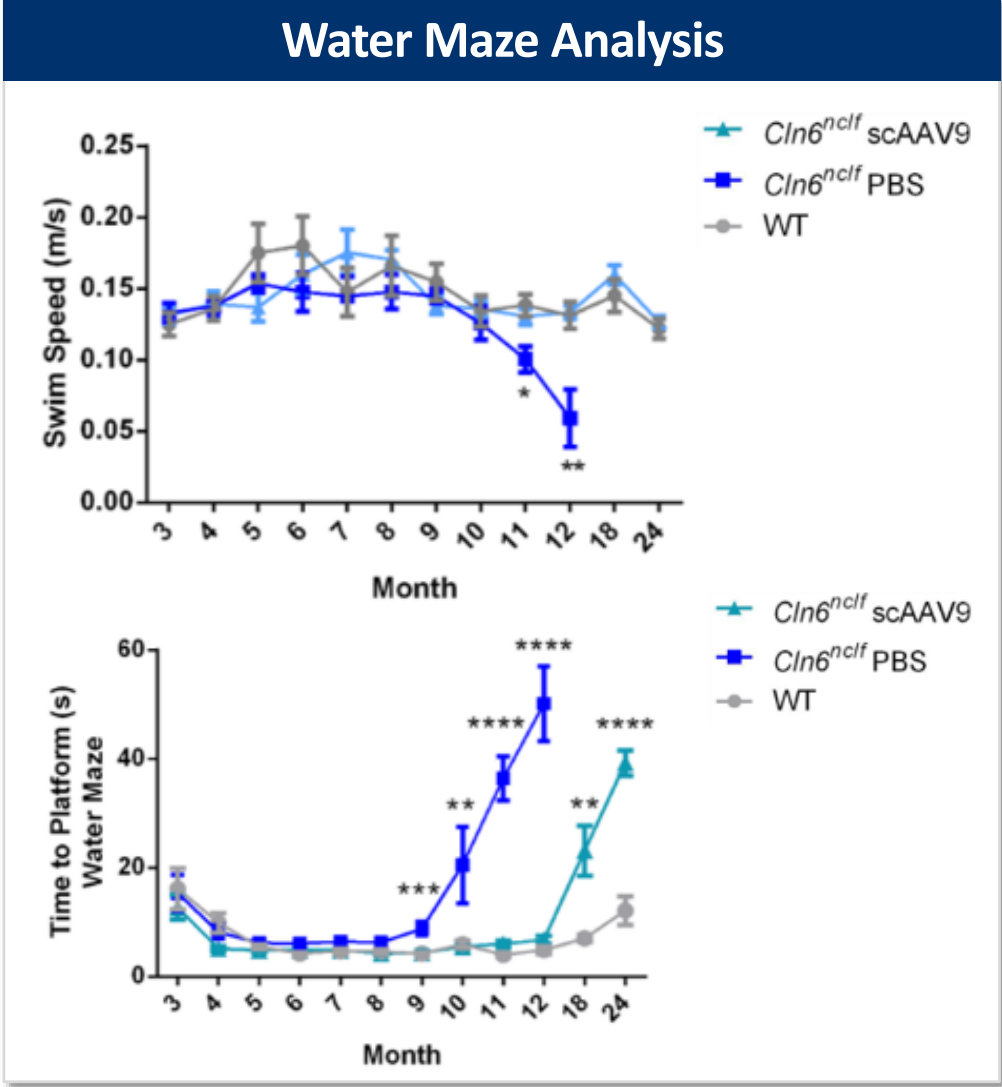 Water Maze Analysis
Cln6nclf scAAV9
Cln6nclf PBS
WT
Swim Speed (m/s)
0.25
0.20
0.15
0.10
0.05
0.00
*
**
3 4 5 6 7 8 9 10 11 12 18 24
Month
Cln6nclf scAAV9
Cln6nclf PBS
WT
Time to Platform (s)
Water Maze
60
40
20
0
***
**
****
****
**
****
3 4 5 6 7 8 9 10 11 12 18 24
Month